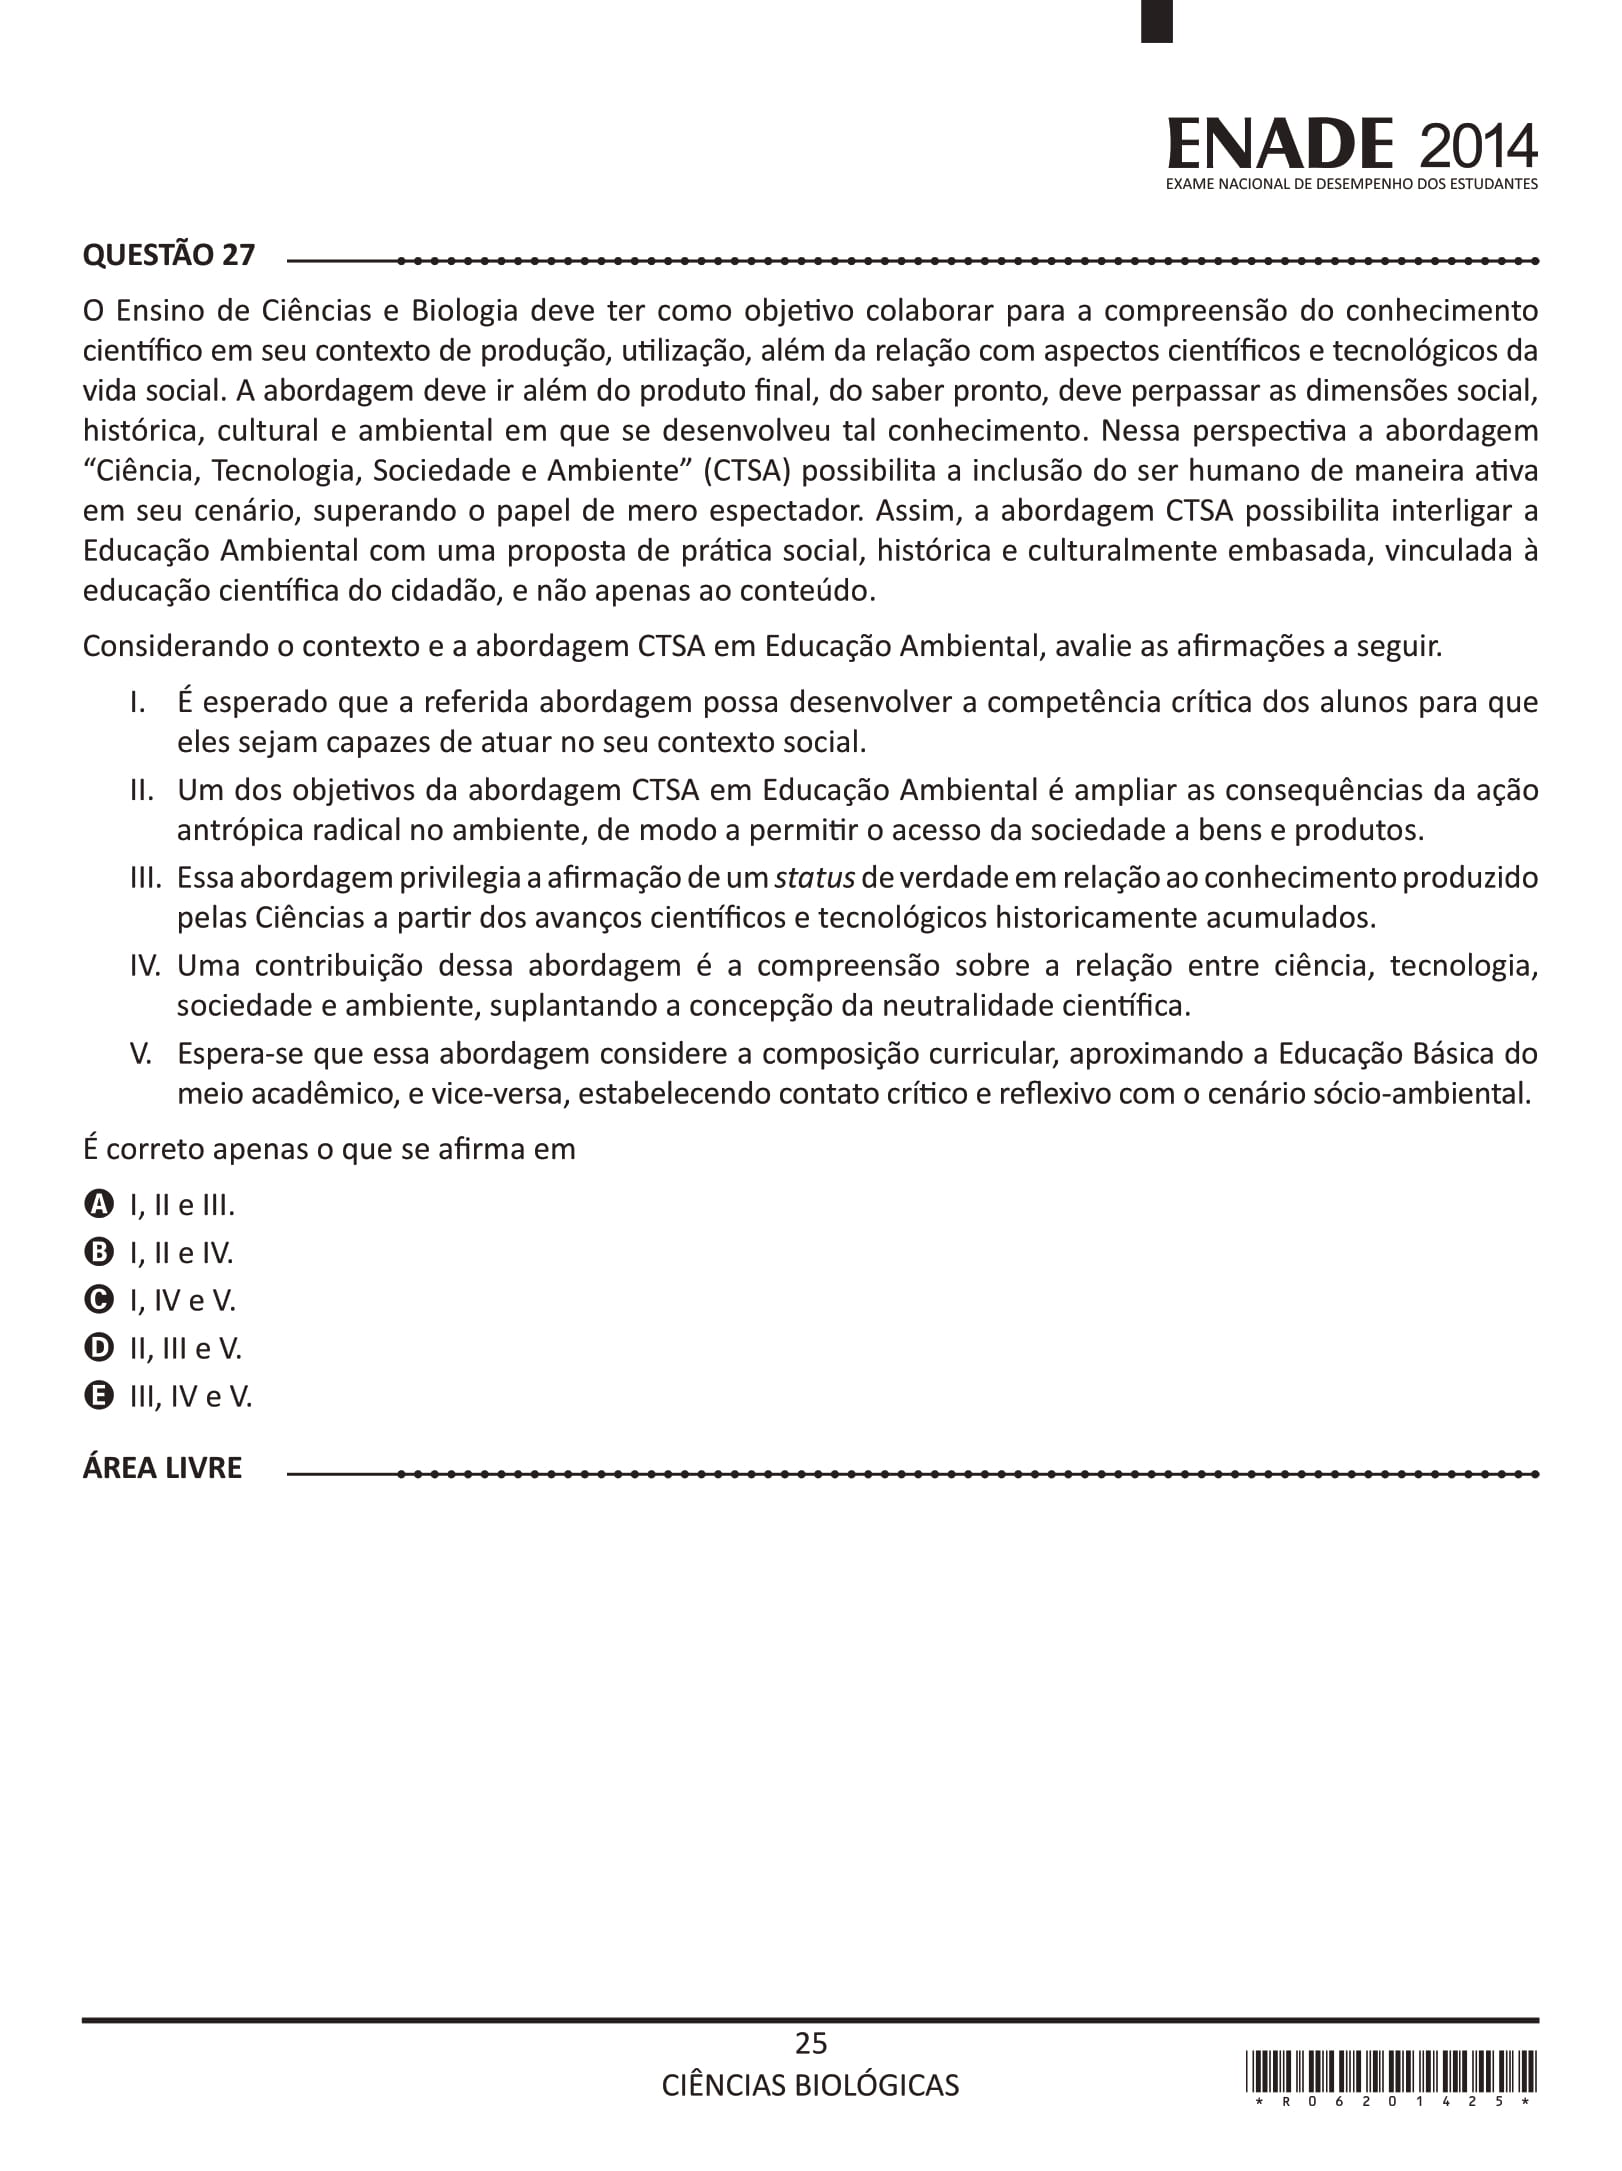 ENADE 2014
EXAME NACIONAL DE DESEMPENHO DOS ESTUDANTES
QUESTÃO 27
O Ensino de Ciências e Biologia deve ter como objetivo colaborar para a compreensão do conhecimento
científico em seu contexto de produção, utilização, além da relação com aspectos científicos e tecnológicos da
vida social. A abordagem deve ir além do produto final, do saber pronto, deve perpassar as dimensões social,
histórica, cultural e ambiental em que se desenvolveu tal conhecimento. Nessa perspectiva a abordagem
“Ciência, Tecnologia, Sociedade e Ambiente” (CTSA) possibilita a inclusão do ser humano de maneira ativa
em seu cenário, superando o papel de mero espectador. Assim, a abordagem CTSA possibilita interligar a
Educação Ambiental com uma proposta de prática social, histórica e culturalmente embasada, vinculada à
educação científica do cidadão, e não apenas ao conteúdo.
Considerando o contexto e a abordagem CTSA em Educação Ambiental, avalie as afirmações a seguir.
I. É esperado que a referida abordagem possa desenvolver a competência crítica dos alunos para que
eles sejam capazes de atuar no seu contexto social.
II. Um dos objetivos da abordagem CTSA em Educação Ambiental é ampliar as consequências da ação
antrópica radical no ambiente, de modo a permitir o acesso da sociedade a bens e produtos.
III. Essa abordagem privilegia a afirmação de um status de verdade em relação ao conhecimento produzido
pelas Ciências a partir dos avanços científicos e tecnológicos historicamente acumulados.
IV. Uma contribuição dessa abordagem é a compreensão sobre a relação entre ciência, tecnologia,
sociedade e ambiente, suplantando a concepção da neutralidade científica.
V. Espera-se que essa abordagem considere a composição curricular, aproximando a Educação Básica do
meio acadêmico, e vice-versa, estabelecendo contato crítico e reflexivo com o cenário sócio-ambiental.
É correto apenas o que se afirma em
A I, II e III.
B I, II e IV.
C I, IV e V.
D II, III e V.
E III, IV e V.
ÁREA LIVRE
25
CIÊNCIAS BIOLÓGICAS
* R 0 6 2 0 1 4 2 5 *